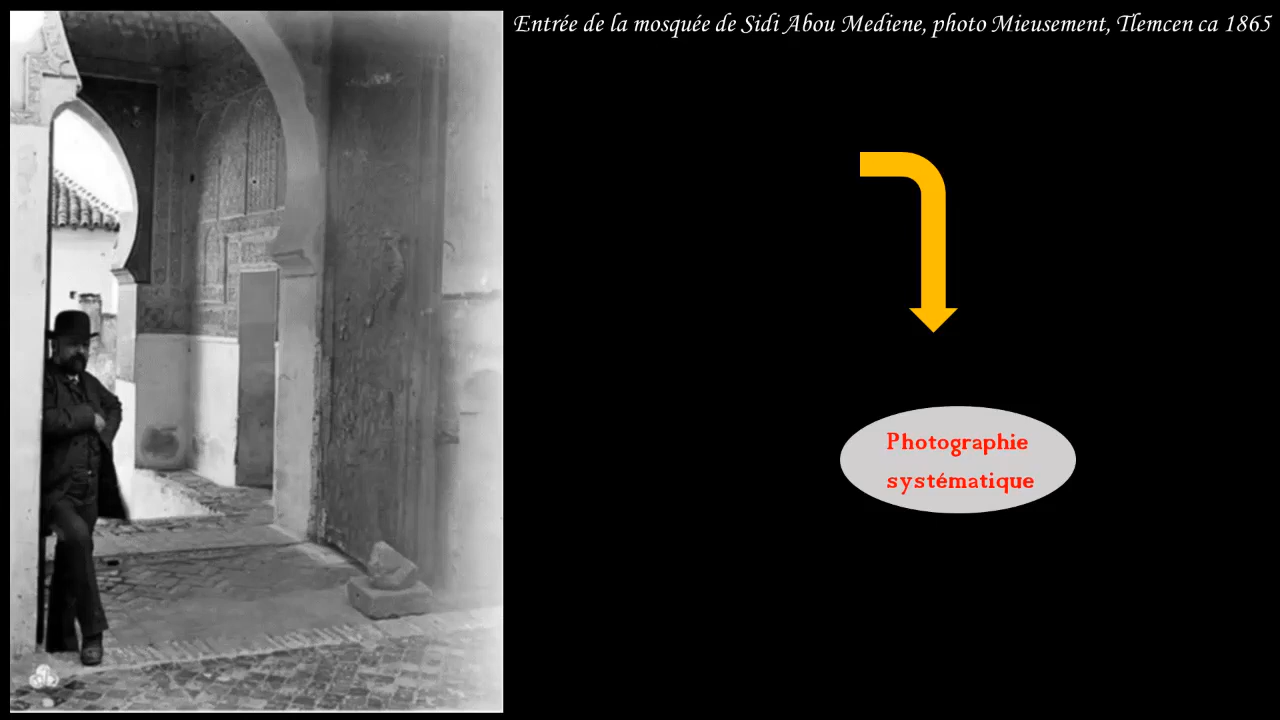 Entrée de la mosquée de Sidi Abou Mediene, photo Mieusement, Tlemcen ca 1865
Photographie
systématique